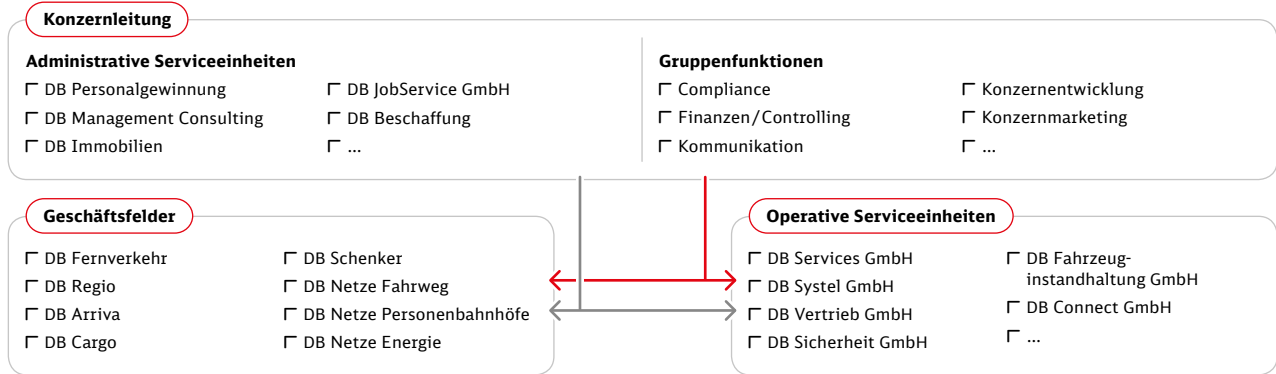 Konzernleitung
Administrative Serviceeinheiten
DB Personalgewinnung
DB Management Consulting
DB Immobilien
DB JobService GmbH
DB Beschaffung
...
Gruppenfunktionen
Compliance
Finanzen/Controlling
Kommunikation
Konzernentwicklung
Konzernmarketing
...
Geschäftsfelder
DB Fernverkehr
DB Regio
DB Arriva
DB Cargo
DB Schenker
DB Netze Fahrweg
DB Netze Personenbahnhöfe
DB Netze Energie
Operative Serviceeinheiten
DB Services GmbH
DB Systel GmbH
DB Vertrieb GmbH
DB Sicherheit GmbH
DB Fahrzeug-
instandhaltung GmbH
DB Connect GmbH
...